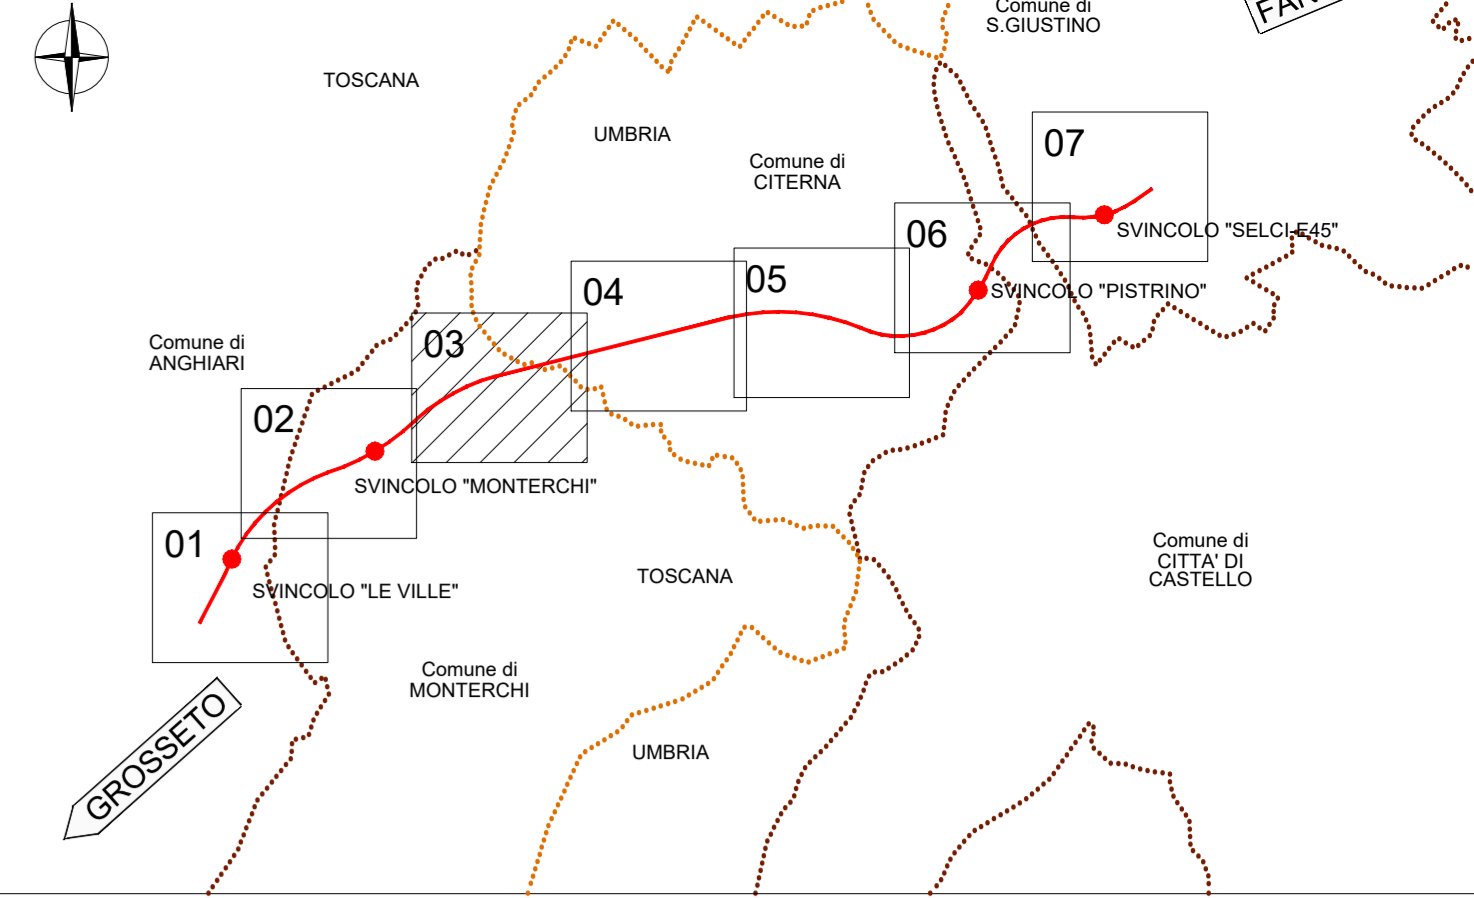 Comune di
S.GIUSTINO
TOSCANA
UMBRIA
Comune di
CITERNA
07
SVINCOLO "SELCI-E45"
06
SVINCOLO "PISTRINO"
05
04
03
Comune di
ANGHIARI
02
SVINCOLO "MONTERCHI"
01
SVINCOLO "LE VILLE"
TOSCANA
Comune di
CITTA' DI
CASTELLO
Comune di
MONTERCHI
GROSSETO
UMBRIA